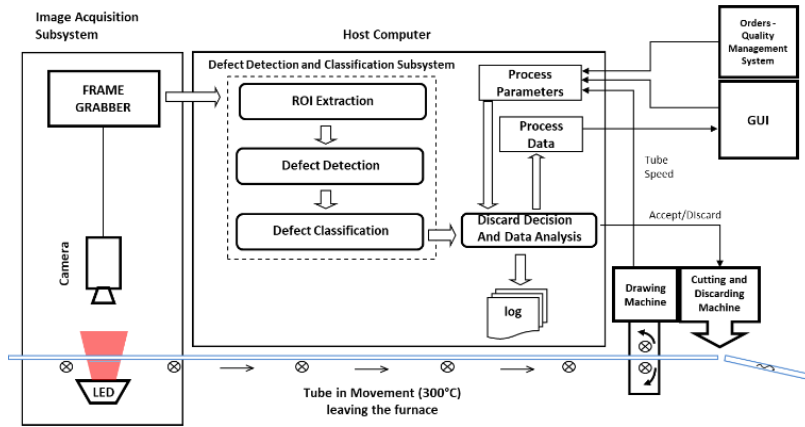 Image Acquisition
Subsystem
Host Computer
Orders -
Quality
Management
System
Defect Detection and Classification Subsystem
FRAME
GRABBER
ROI Extraction
Process
Parameters
GUI
Process
Data
Defect Detection
Tube
Speed
Defect Classification
Discard Decision
And Data Analysis
Accept/Discard
Camera
Drawing
Machine
Cutting and
Discarding
Machine
log
LED
Tube in Movement (300°C)
leaving the furnace